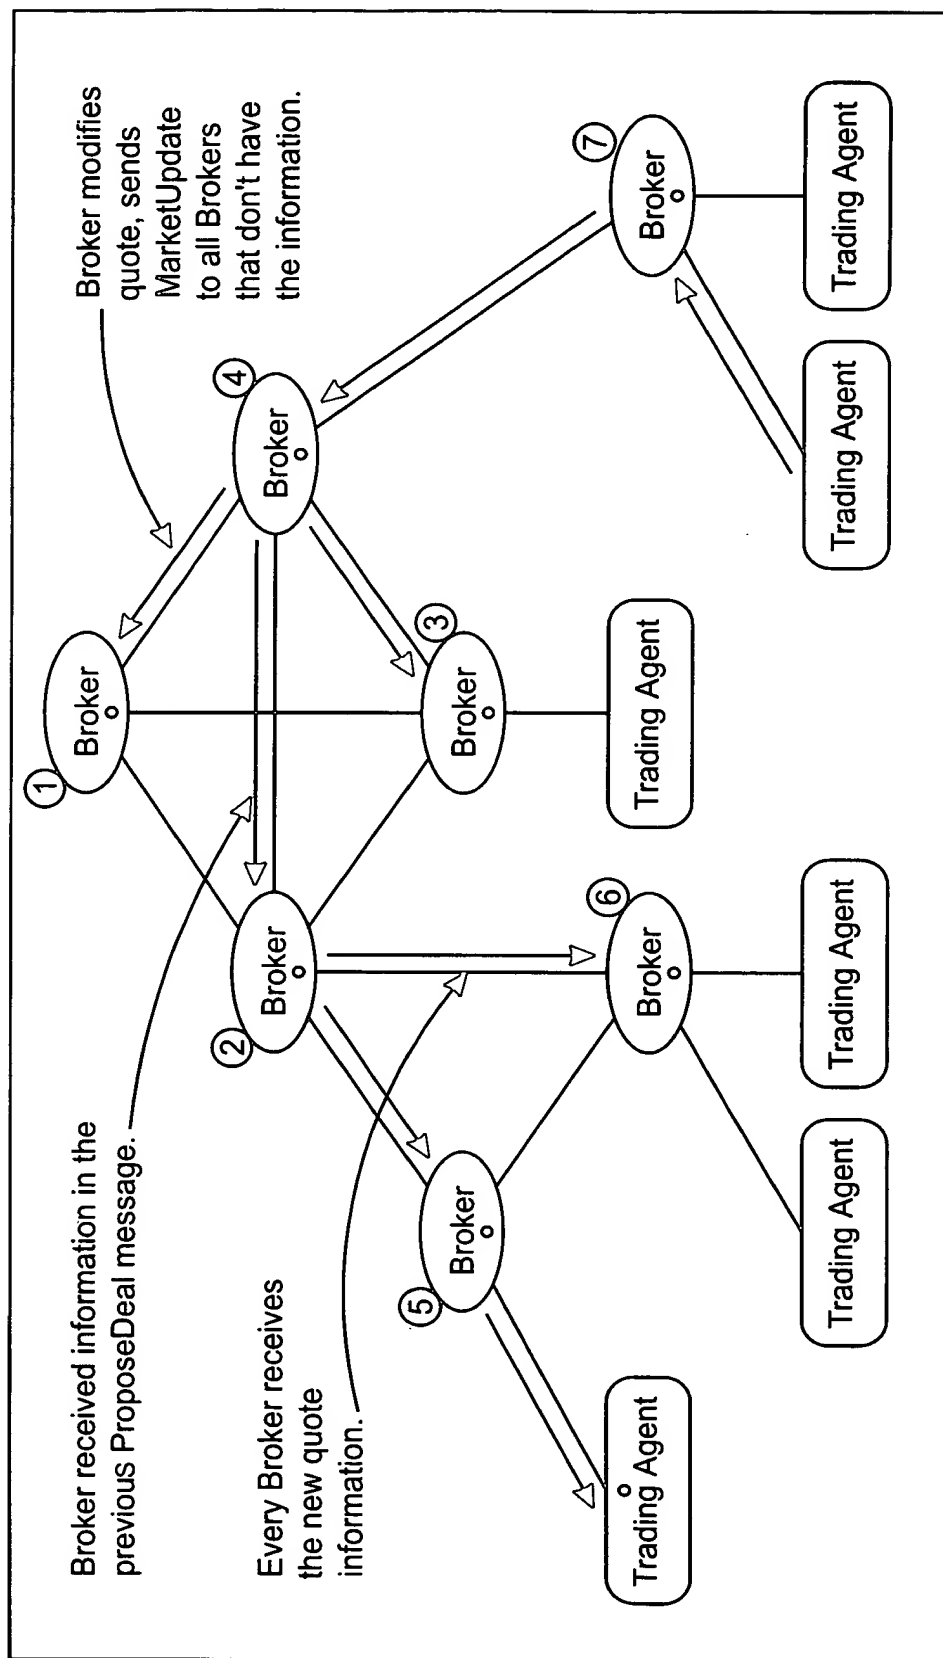 Broker received information in the
previous ProposeDeal message.
Broker modifies
quote, sends
MarketUpdate
to all Brokers
that don't have
the information.
Every Broker receives
the new quote
information.
1
Broker
2
Broker
4
Broker
5
Broker
3
Broker
6
Broker
7
Broker
Trading Agent
Trading Agent
Trading Agent
Trading Agent
Trading Agent
Trading Agent